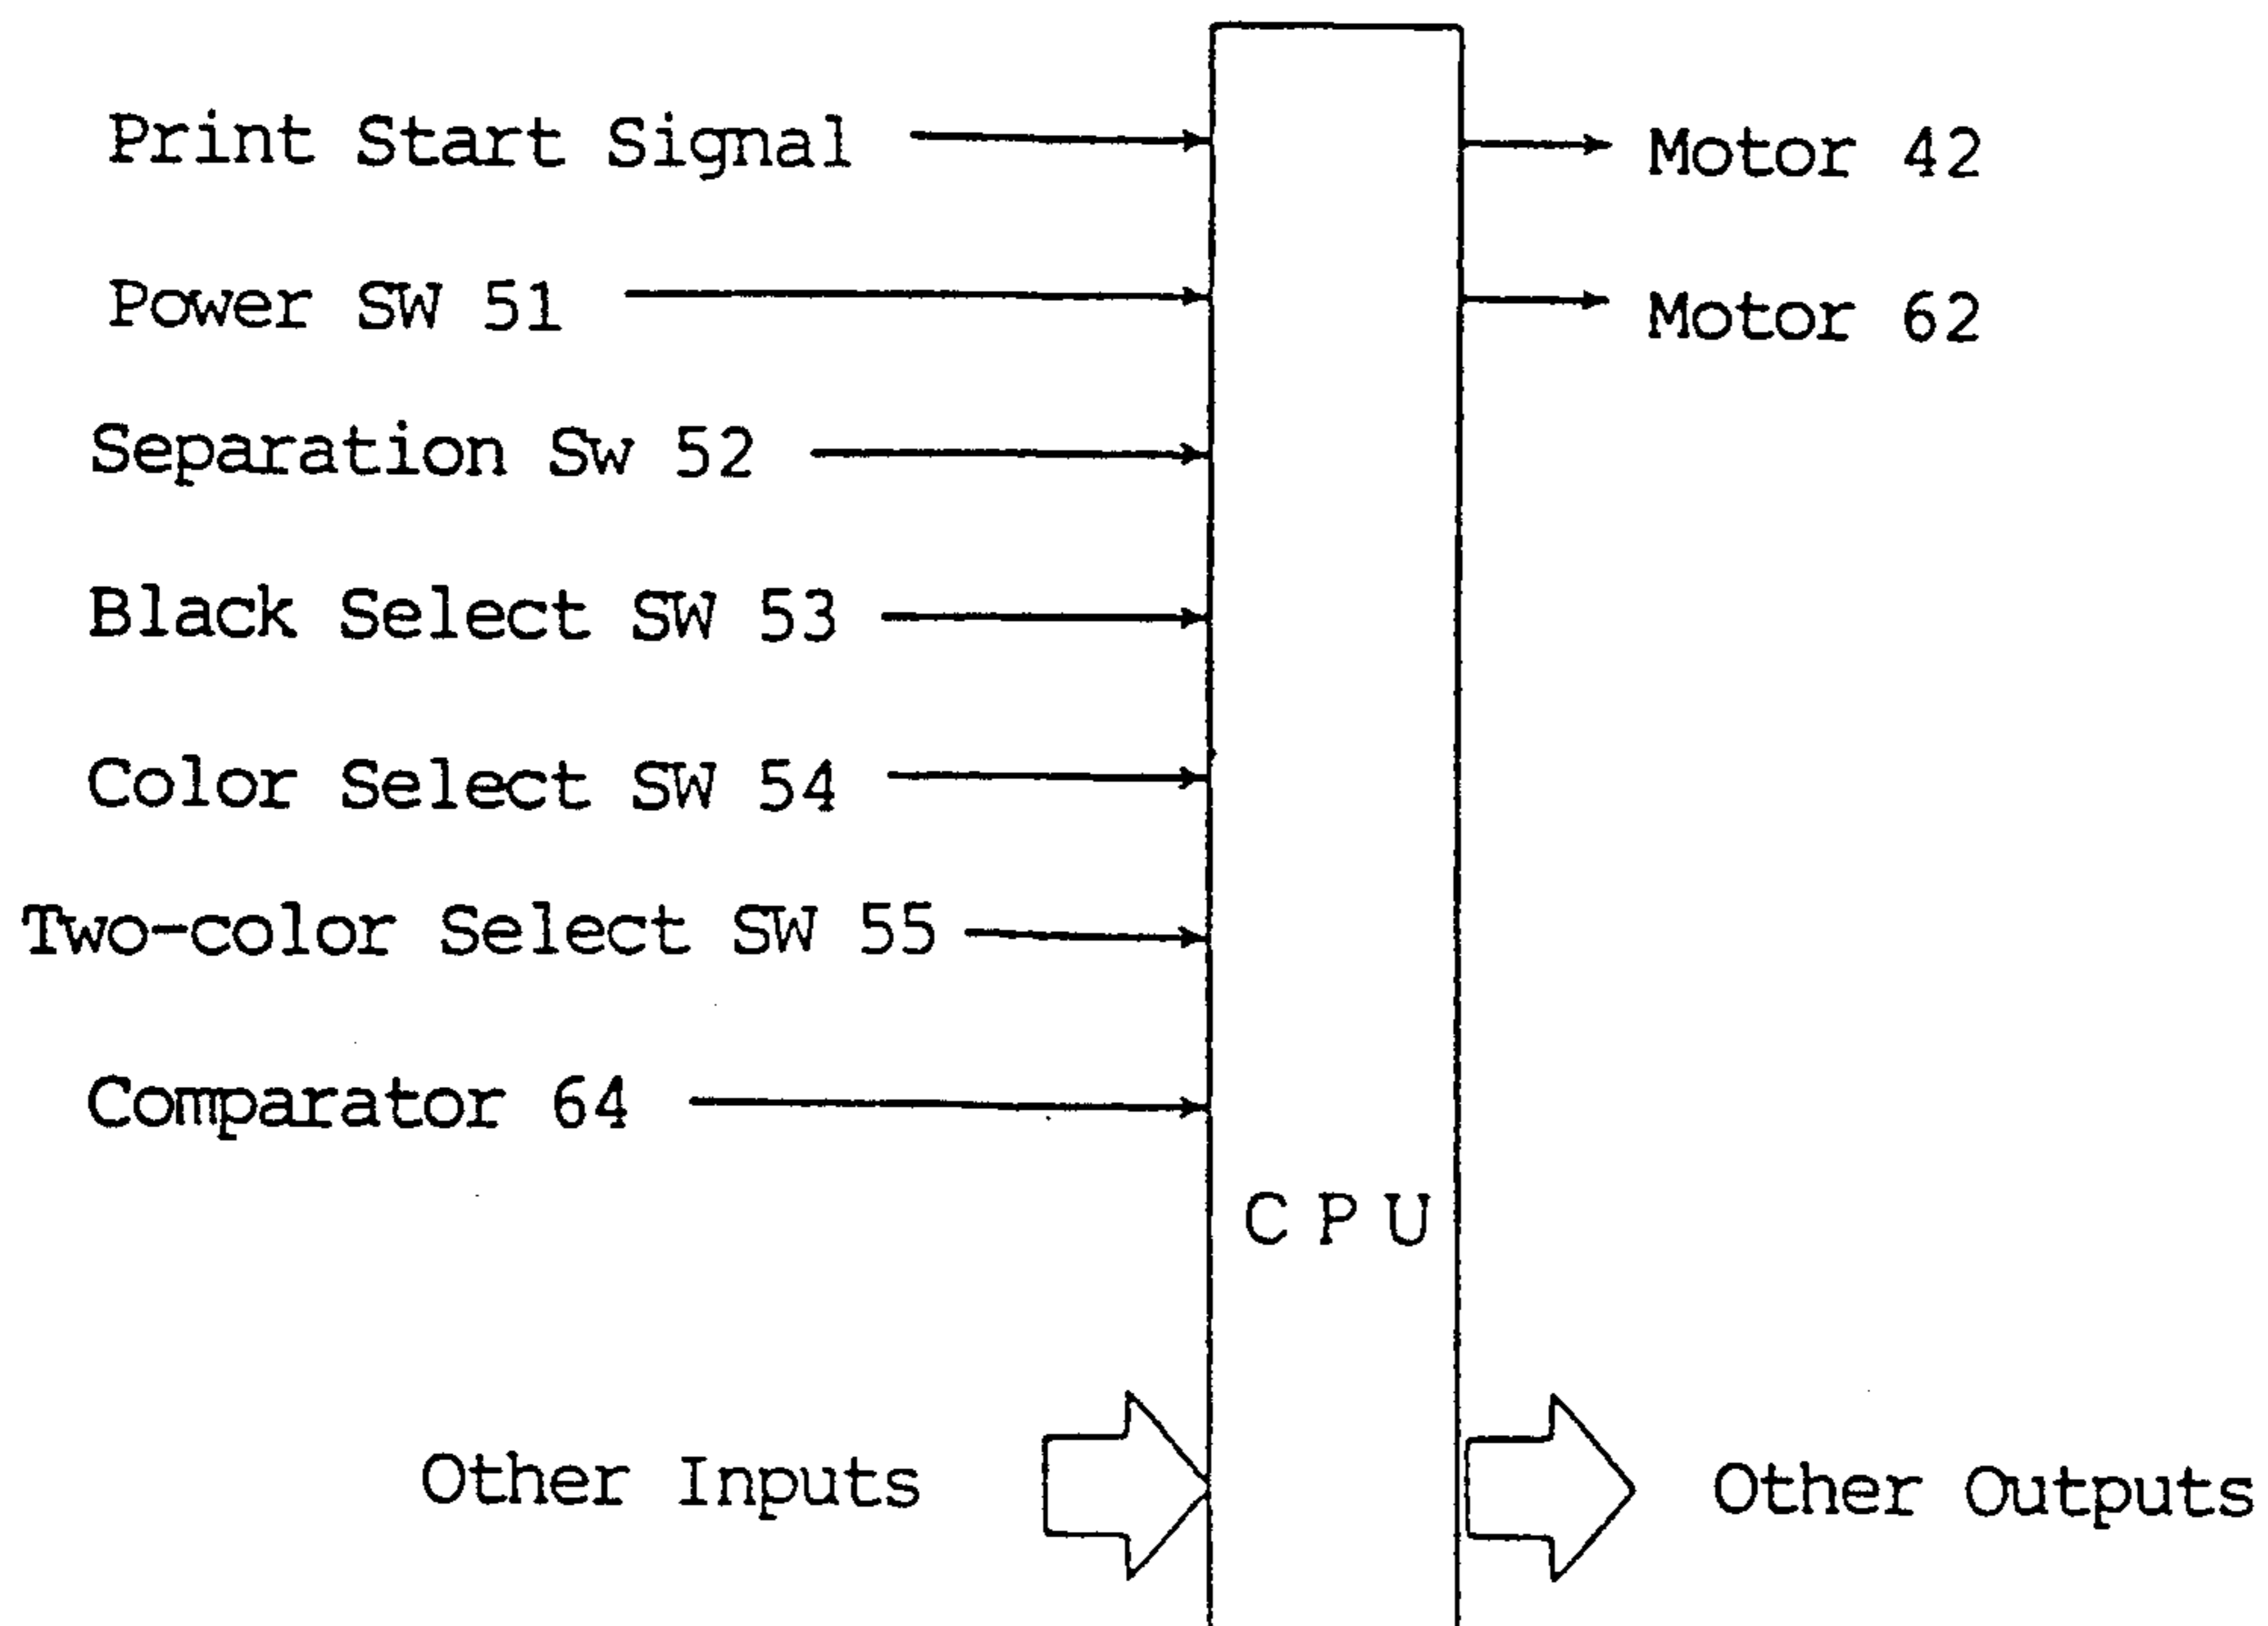 Print Start Signal
Motor 42
Power SW 51
Motor 62
Separation Sw 52
Black Select SW 53
Color Select SW 54
Two-color Select SW 55
Comparator 64
CPU
Other Inputs
Other Outputs